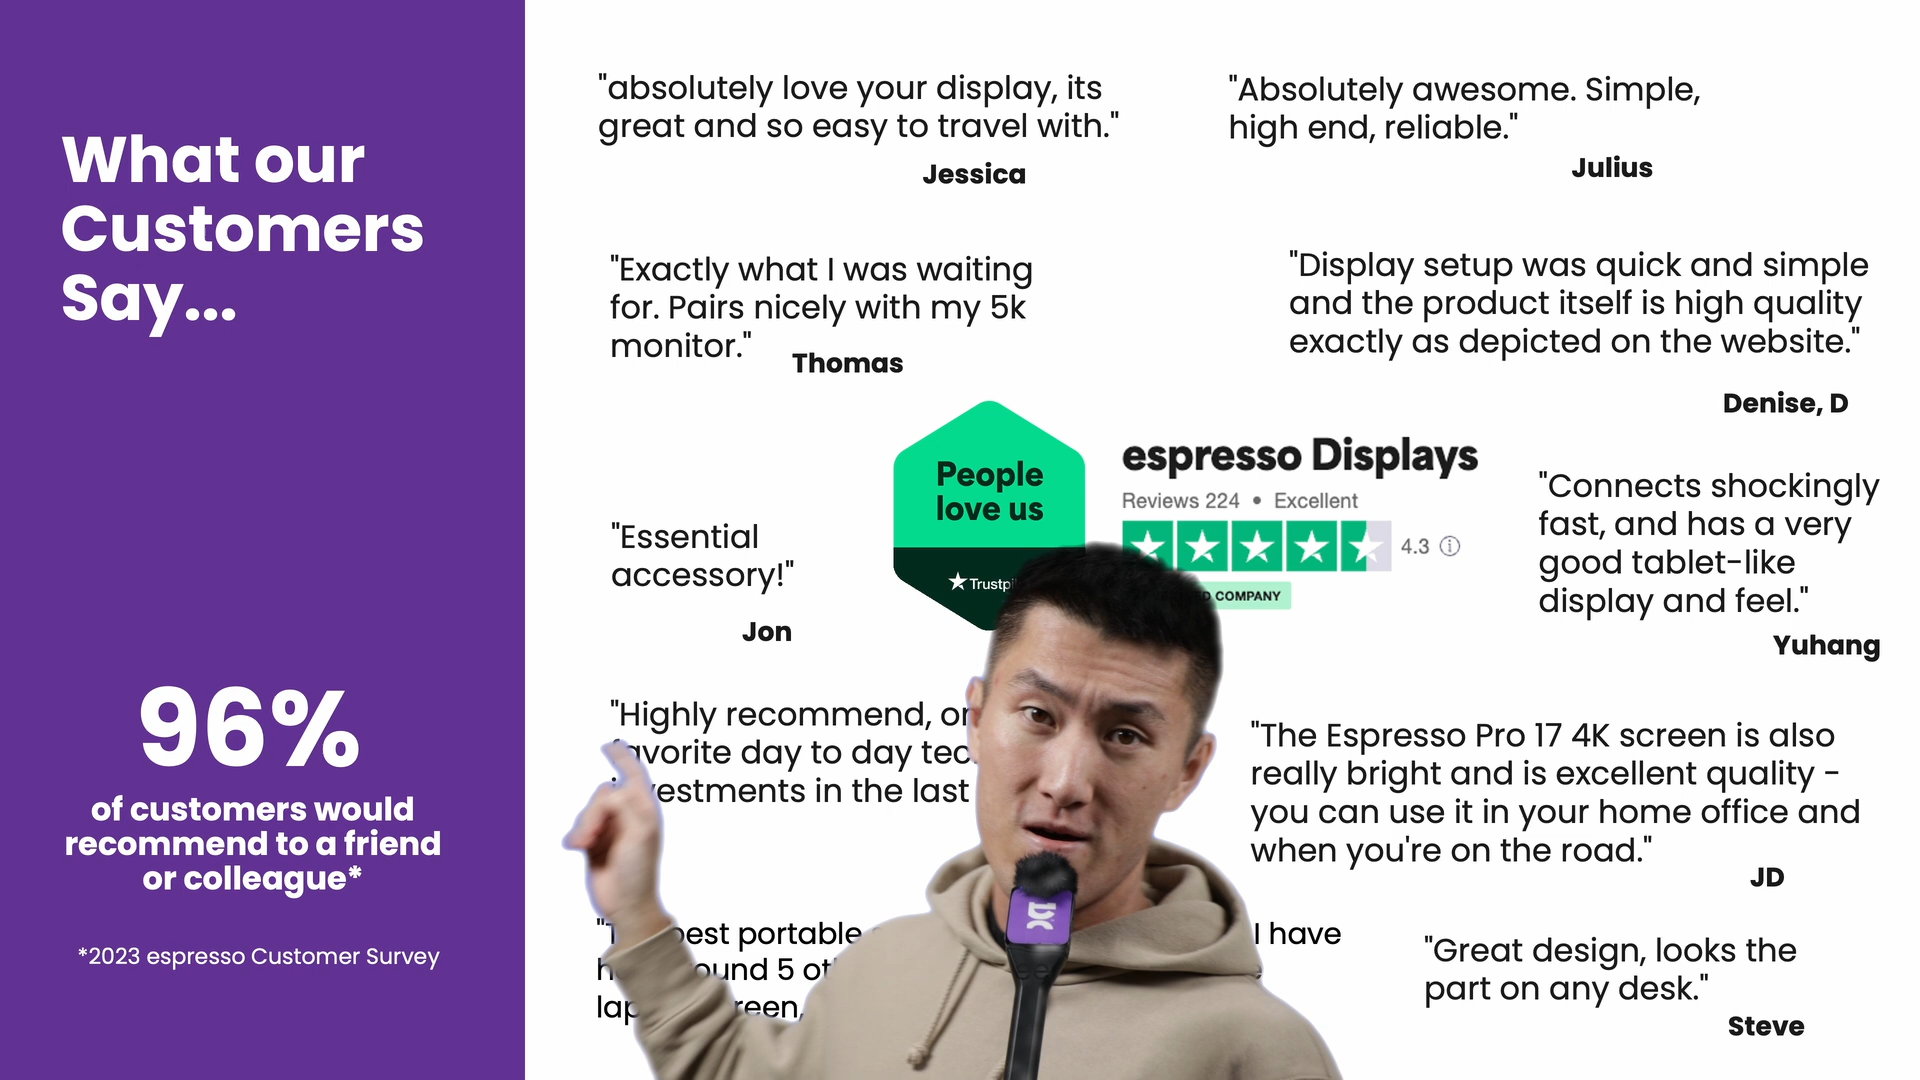 What our
Customers
Say...
96%
of customers would
recommend to a friend
or colleague*
*2023 espresso Customer Survey
"absolutely love your display, its
great and so easy to travel with."
Jessica
"Absolutely awesome. Simple,
high end, reliable."
Julius
"Exactly what I was waiting
for. Pairs nicely with my 5k
monitor."
Thomas
"Display setup was quick and simple
and the product itself is high quality
exactly as depicted on the website."
Denise, D
People
love us
espresso Displays
Reviews 224 • Excellent
4.3
COMPANY
"Connects shockingly
fast, and has a very
good tablet-like
display and feel."
Yuhang
"Essential
accessory!"
Jon
"Highly recommend,
favorite day to day
investments in the last
"The Espresso Pro 17 4K screen is also
really bright and is excellent quality -
you can use it in your home office and
when you're on the road."
JD
portable
I have
5
"Great design, looks the
part on any desk."
Steve